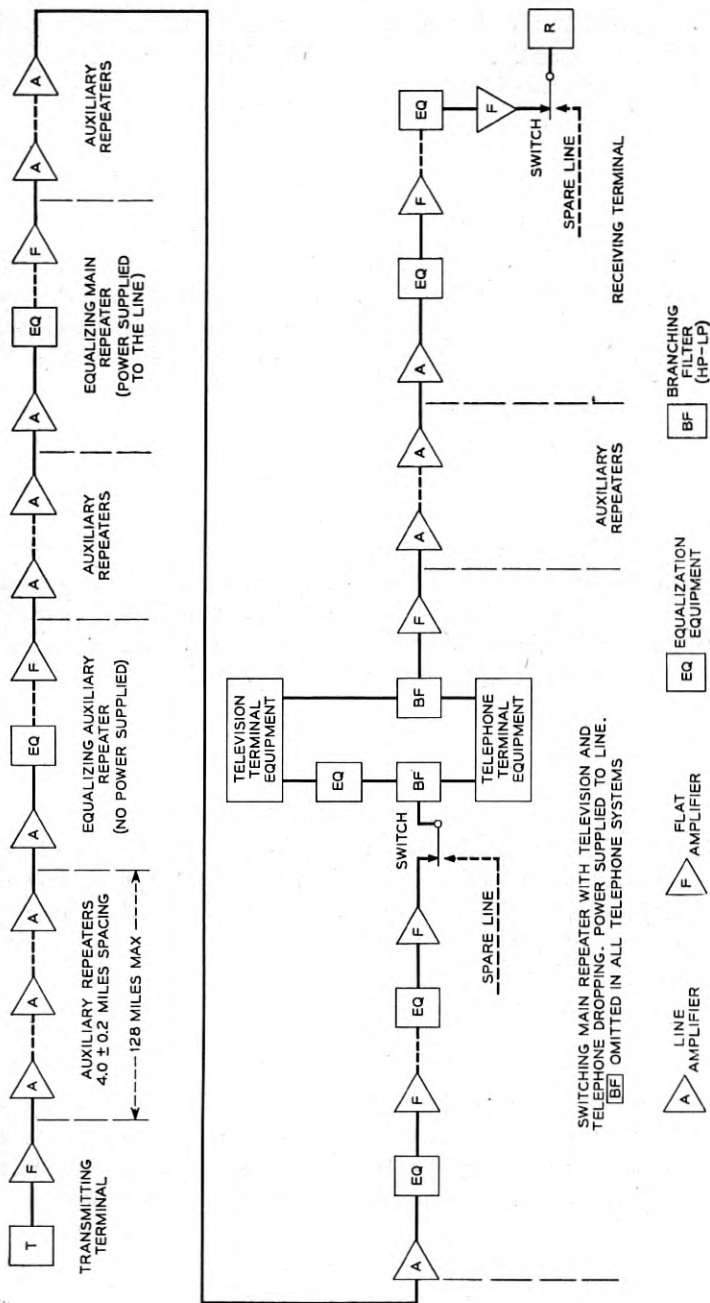 T
F
A
A
A
A
EQ
F
A
A
A
EQ
F
A
A
TRANSMITTING
TERMINAL
AUXILIARY REPEATERS
4.0 ± 0.2 MILES SPACING
128 MILES MAX
EQUALIZING AUXILIARY
REPEATER
(NO POWER SUPPLIED)
AUXILIARY
REPEATERS
EQUALIZING MAIN
REPEATER
(POWER SUPPLIED
TO THE LINE)
AUXILIARY
REPEATERS
A
EQ
F
EQ
F
SWITCH
SPARE LINE
BF
EQ
TELEVISION
TERMINAL
EQUIPMENT
TELEPHONE
TERMINAL
EQUIPMENT
BF
F
A
A
A
EQ
F
EQ
F
SWITCH
SPARE LINE
R
SWITCHING MAIN REPEATER WITH TELEVISION AND
TELEPHONE DROPPING. POWER SUPPLIED TO LINE.
BF OMITTED IN ALL TELEPHONE SYSTEMS
AUXILIARY
REPEATERS
RECEIVING TERMINAL
A LINE
AMPLIFIER
F FLAT
AMPLIFIER
EQ EQUALIZATION
EQUIPMENT
BF BRANCHING
FILTER
(HP-LP)